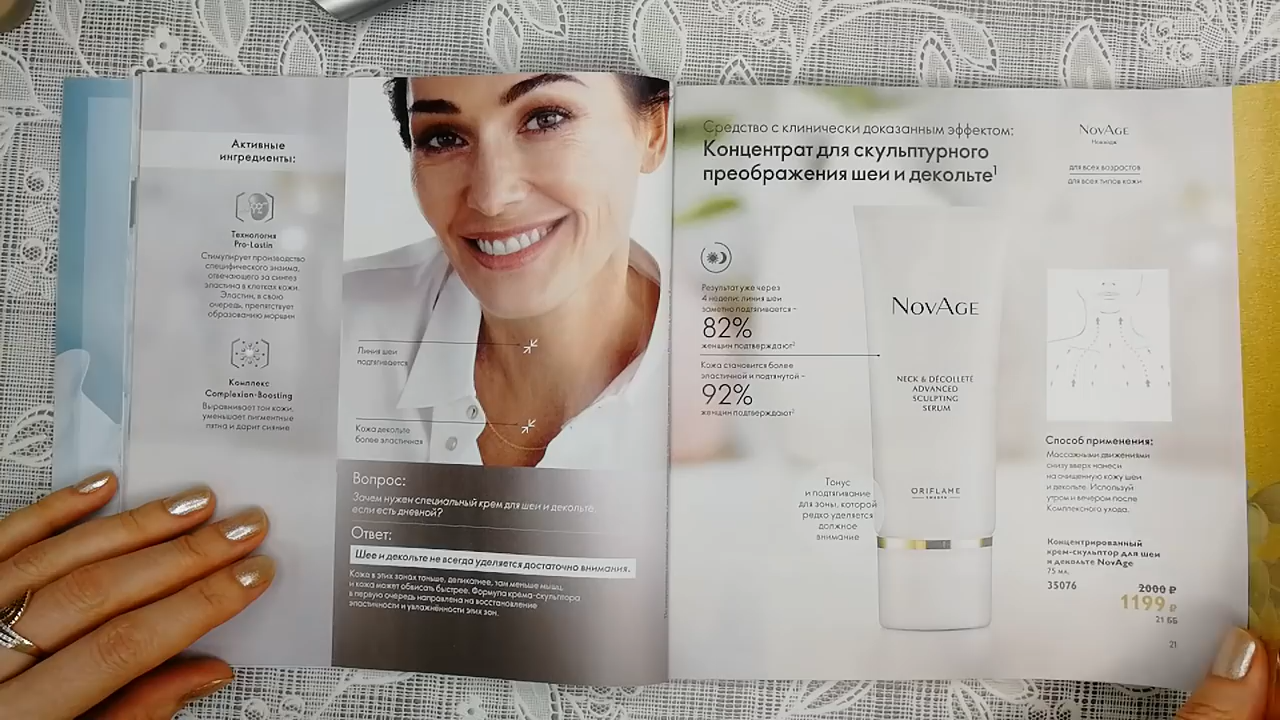 Активные
ингредиенты:
Технология
Pro-Lastin
Стимулирует производство
специфического энзима,
отвечающего за синтез
эластина в клетках кожи.
Эластин, в свою
очередь, препятствует
образованию морщин
Комплекс
Complexion-Boosting
Выравнивает тон кожи,
уменьшает пигментные
пятна и дарит сияние
Линия шеи
подтягивается
Кожа декольте
более эластичная
Вопрос:
Зачем нужен специальный крем для шеи и декольте,
если есть дневной?
Ответ:
Шее и декольте не всегда уделяется достаточно внимания.
Кожа в этих зонах тоньше, деликатнее, там меньше мышц,
и кожа может обвисать быстрее. Формула крема-скульптора
в первую очередь направлена на восстановление
эластичности и увлажнённости этих зон.
Средство с клинически доказанным эффектом:
Концентрат для скульптурного
преображения шеи и декольте¹
NovAge
Новэйдж
для всех возрастов
для всех типов кожи
Результат уже через
4 недели: линия шеи
заметно подтягивается –
82%
женщин подтверждают²
Кожа становится более
эластичной и подтянутой –
92%
женщин подтверждают²
NovAge
NECK & DÉCOLLETÉ
ADVANCED
SCULPTING
SERUM
ORIFLAME
SWEDEN
Тонус
и подтягивание
для зоны, которой
редко уделяется
должное
внимание
Способ применения:
Массажными движениями
снизу вверх нанеси
на очищенную кожу шеи
и декольте. Используй
утром и вечером после
Комплексного ухода.
Концентрированный
крем-скульптор для шеи
и декольте NovAge
75 мл.
35076
2000 ₽
1199 ₽
21 ББ
21